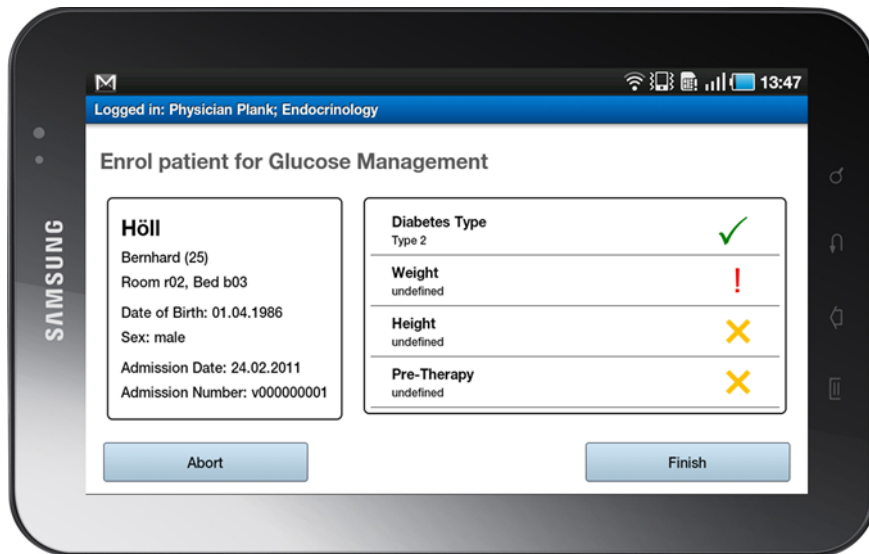 13:47
Logged in: Physician Plank; Endocrinology
Enrol patient for Glucose Management
Höll
Bernhard (25)
Room r02, Bed b03
Date of Birth: 01.04.1986
Sex: male
Admission Date: 24.02.2011
Admission Number: v000000001
Diabetes Type
Type 2
Weight
undefined
!
Height
undefined
Pre-Therapy
undefined
Abort
Finish
SAMSUNG